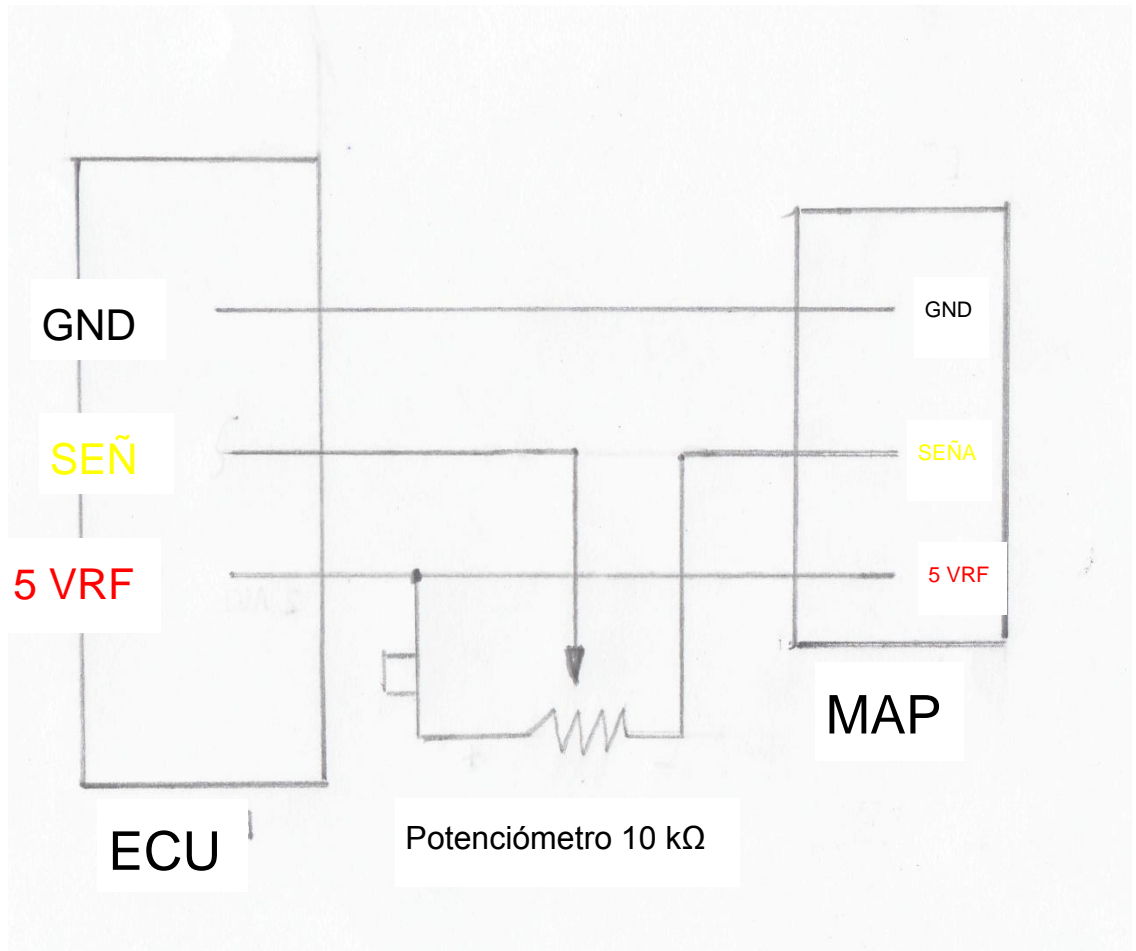 GND
GND
SEÑ
SEÑA
5 VRF
5 VRF
MAP
ECU
Potenciómetro 10 kΩ